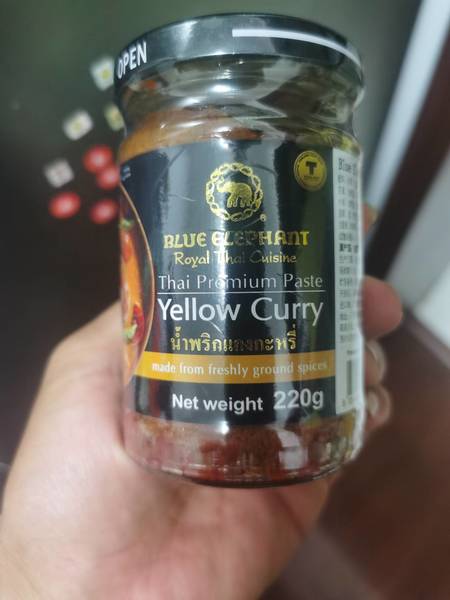 OPEN
BLUE ELEPHANT
Royal Thai Cuisine
Thai Premium Paste
Yellow Curry
น้ำพริกแกงกะหรี่
made from freshly ground spices
Net weight 220g
T
Blue